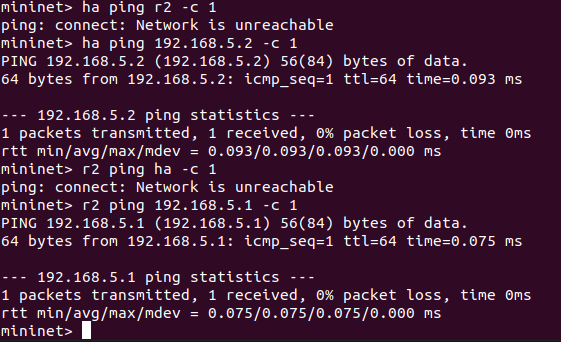 mininet> ha ping r2 -c 1
ping: connect: Network is unreachable
mininet> ha ping 192.168.5.2 -c 1
PING 192.168.5.2 (192.168.5.2) 56(84) bytes of data.
64 bytes from 192.168.5.2: icmp_seq=1 ttl=64 time=0.093 ms

--- 192.168.5.2 ping statistics ---
1 packets transmitted, 1 received, 0% packet loss, time 0ms
rtt min/avg/max/mdev = 0.093/0.093/0.093/0.000 ms
mininet> r2 ping ha -c 1
ping: connect: Network is unreachable
mininet> r2 ping 192.168.5.1 -c 1
PING 192.168.5.1 (192.168.5.1) 56(84) bytes of data.
64 bytes from 192.168.5.1: icmp_seq=1 ttl=64 time=0.075 ms

--- 192.168.5.1 ping statistics ---
1 packets transmitted, 1 received, 0% packet loss, time 0ms
rtt min/avg/max/mdev = 0.075/0.075/0.075/0.000 ms
mininet>